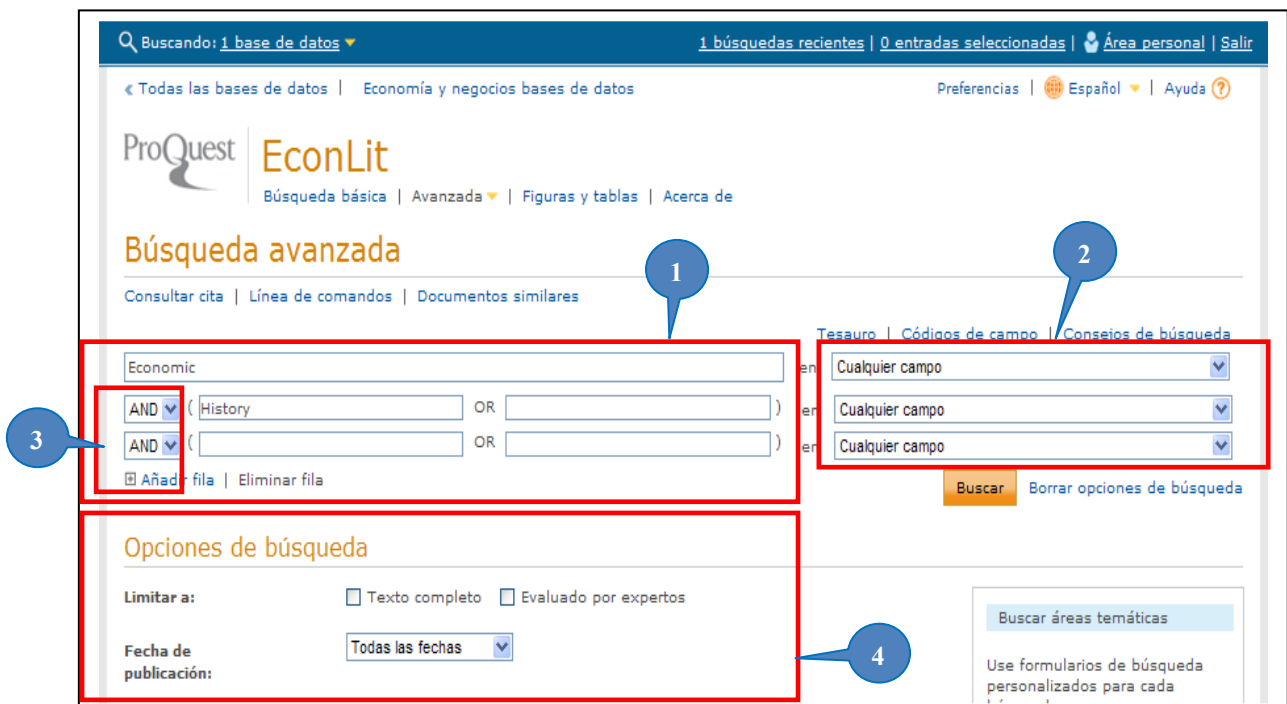 Buscando: 1 base de datos 1 búsquedas recientes | 0 entradas seleccionadas | Área personal | Salir
Todas las bases de datos | Economía y negocios bases de datos Preferencias | Español | Ayuda ?
ProQuest EconLit
Búsqueda básica | Avanzada | Figuras y tablas | Acerca de
Búsqueda avanzada
1
2
Consultar cita | Línea de comandos | Documentos similares
Tesauro | Códigos de campo | Consejos de búsqueda
Economic en Cualquier campo
AND ( History OR ) en Cualquier campo
3
AND ( OR ) en Cualquier campo
Añadir fila | Eliminar fila
Buscar Borrar opciones de búsqueda
Opciones de búsqueda
Limitar a: Texto completo Evaluado por expertos
Buscar áreas temáticas
Fecha de publicación: Todas las fechas
4
Use formularios de búsqueda
personalizados para cada